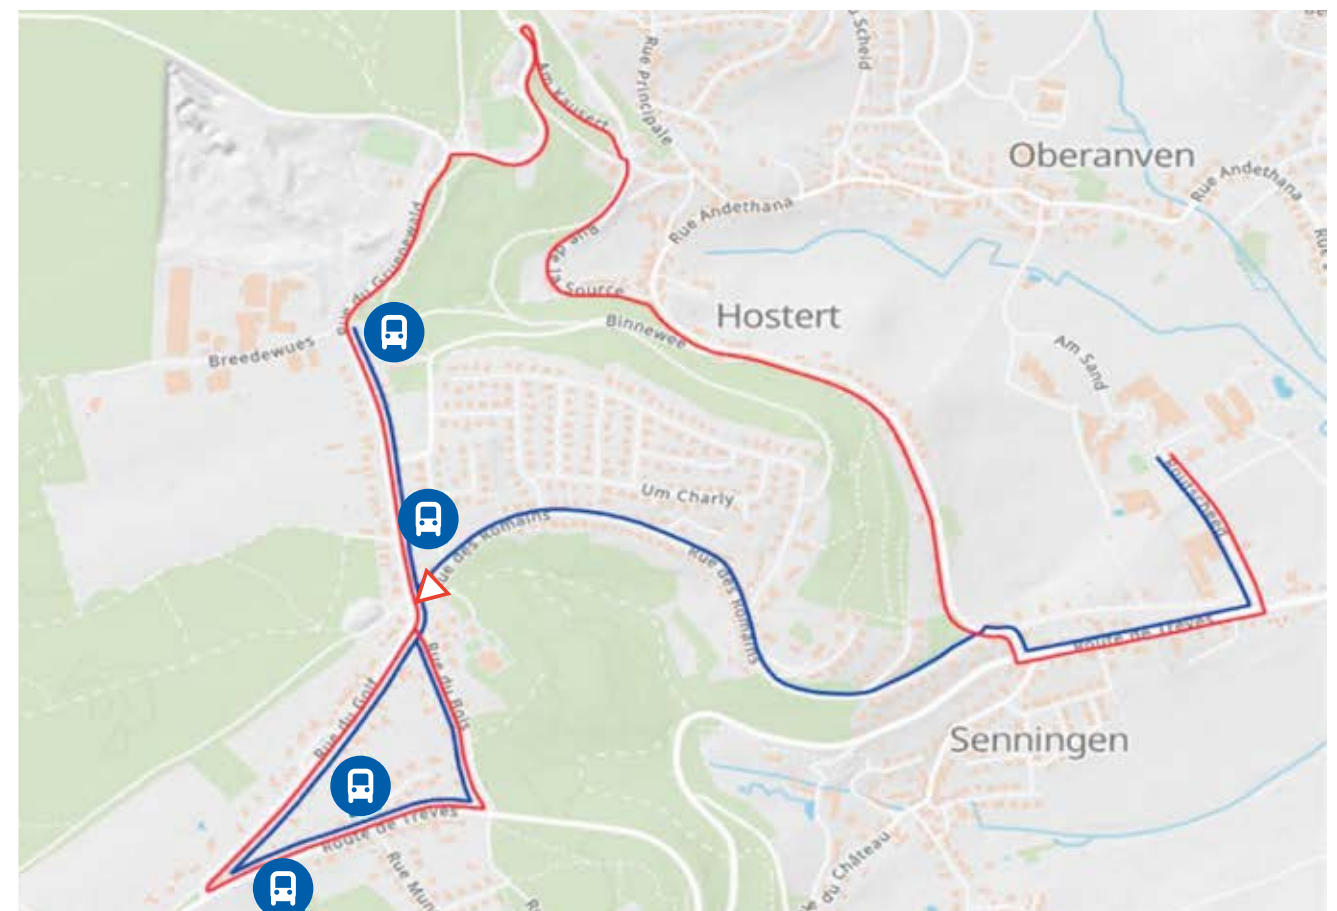 Scheid
Rue Principale
Am Kausert
Oberanven
Rue Andethana
Rue Andethana
Rue du Gruenewald
Rue de la Source
Hostert
Binnewee
Breedewues
Am Sand
Um Charly
Routscheed
Rue des Romains
Rue des Romains
Route de Trèves
Rue du Bois
Rue du Golf
Senningen
Route de Trèves
du Château